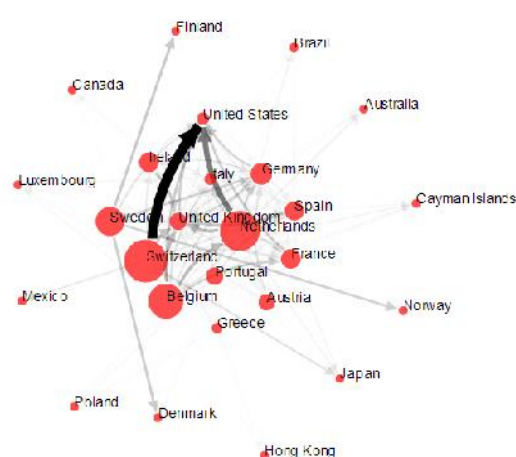 Finland
Brazil
Canada
Australia
United States
Ireland
Italy
Germany
Luxembourg
Cayman Islands
Sweden
United Kingdom
Spain
Netherlands
Switzerland
France
Portugal
Mexico
Belgium
Austria
Norway
Greece
Japan
Poland
Denmark
Hong Kong